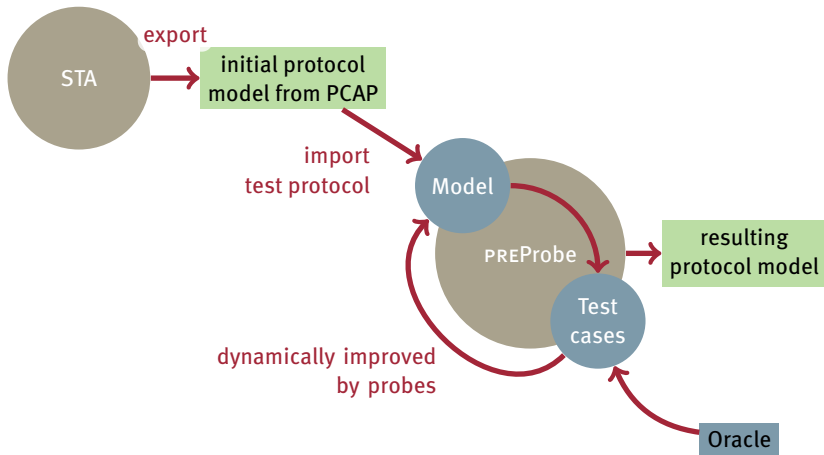 export
STA
initial protocol
model from PCAP
import
test protocol
Model
PREProbe
resulting
protocol model
Test
cases
dynamically improved
by probes
Oracle